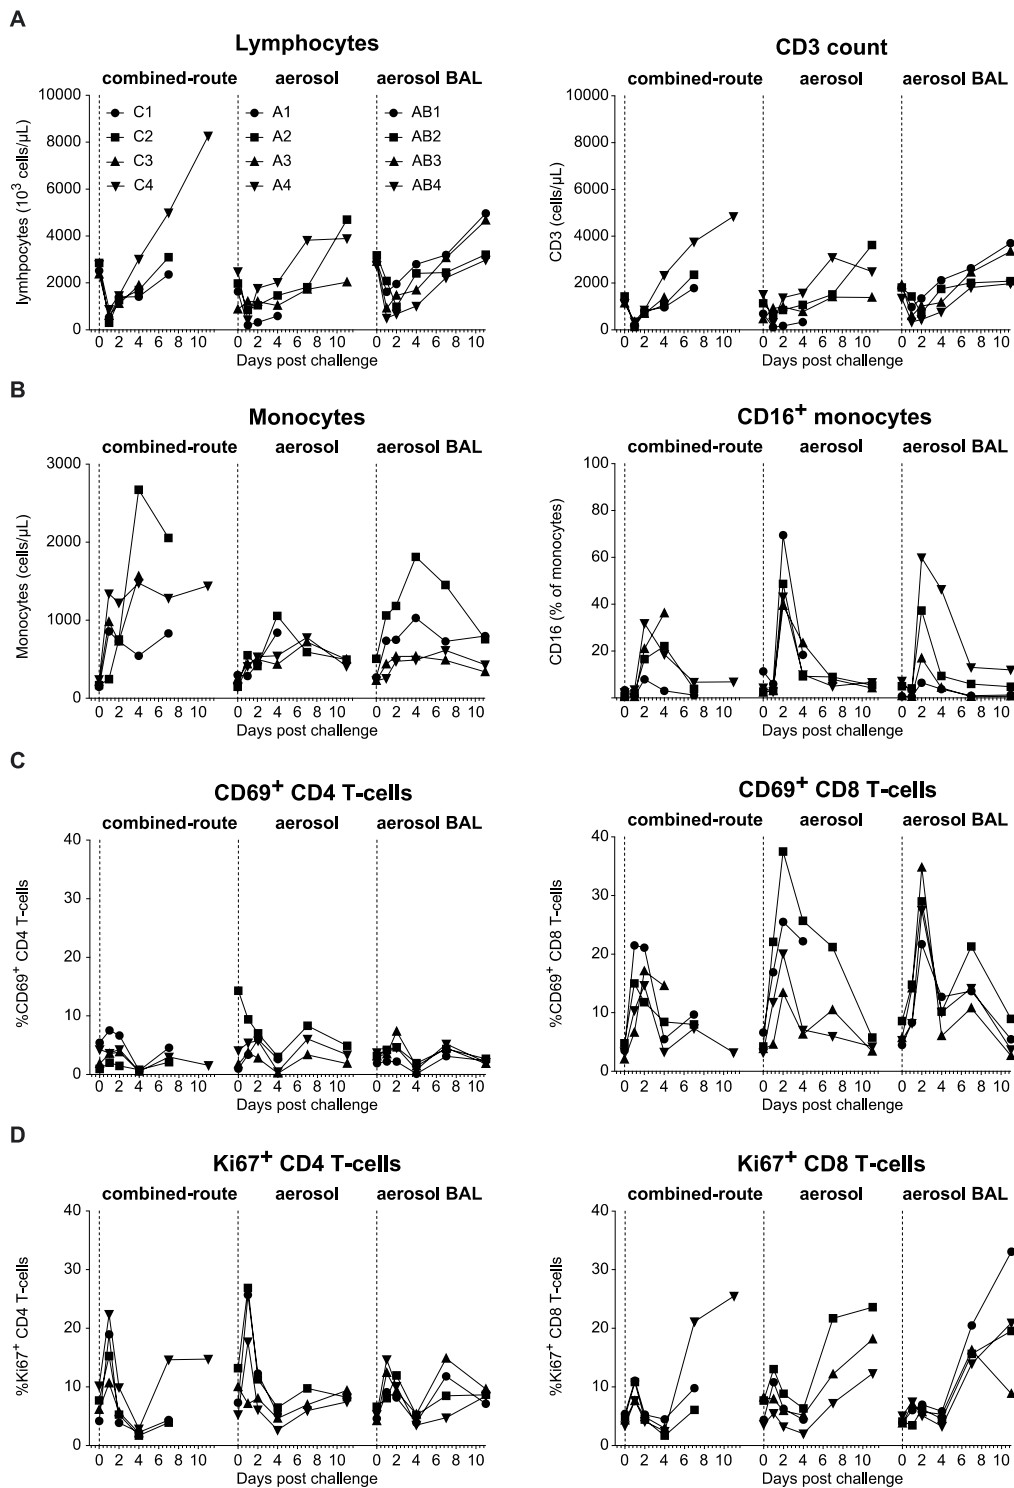 A
Lymphocytes
CD3 count
combined-route aerosol aerosol BAL
combined-route aerosol aerosol BAL
lymhpocytes (10³ cells/µL)
10000
8000
6000
4000
2000
0
C1 A1 AB1
C2 A2 AB2
C3 A3 AB3
C4 A4 AB4
0 2 4 6 8 10 0 2 4 6 8 10 0 2 4 6 8 10
Days post challenge
CD3 (cells/µL)
10000
8000
6000
4000
2000
0
0 2 4 6 8 10 0 2 4 6 8 10 0 2 4 6 8 10
Days post challenge
B
Monocytes
CD16⁺ monocytes
combined-route aerosol aerosol BAL
combined-route aerosol aerosol BAL
Monocytes (cells/µL)
3000
2000
1000
0
0 2 4 6 8 10 0 2 4 6 8 10 0 2 4 6 8 10
Days post challenge
CD16 (% of monocytes)
100
80
60
40
20
0 2 4 6 8 10 0 2 4 6 8 10 0 2 4 6 8 10
Days post challenge
C
CD69⁺ CD4 T-cells
CD69⁺ CD8 T-cells
combined-route aerosol aerosol BAL
combined-route aerosol aerosol BAL
%CD69⁺ CD4 T-cells
40
30
20
10
0
0 2 4 6 8 10 0 2 4 6 8 10 0 2 4 6 8 10
Days post challenge
%CD69⁺ CD8 T-cells
40
30
20
10
0
0 2 4 6 8 10 0 2 4 6 8 10 0 2 4 6 8 10
Days post challenge
D
Ki67⁺ CD4 T-cells
Ki67⁺ CD8 T-cells
combined-route aerosol aerosol BAL
combined-route aerosol aerosol BAL
%Ki67⁺ CD4 T-cells
40
30
20
10
0
0 2 4 6 8 10 0 2 4 6 8 10 0 2 4 6 8 10
Days post challenge
%Ki67⁺ CD8 T-cells
40
30
20
10
0
0 2 4 6 8 10 0 2 4 6 8 10 0 2 4 6 8 10
Days post challenge